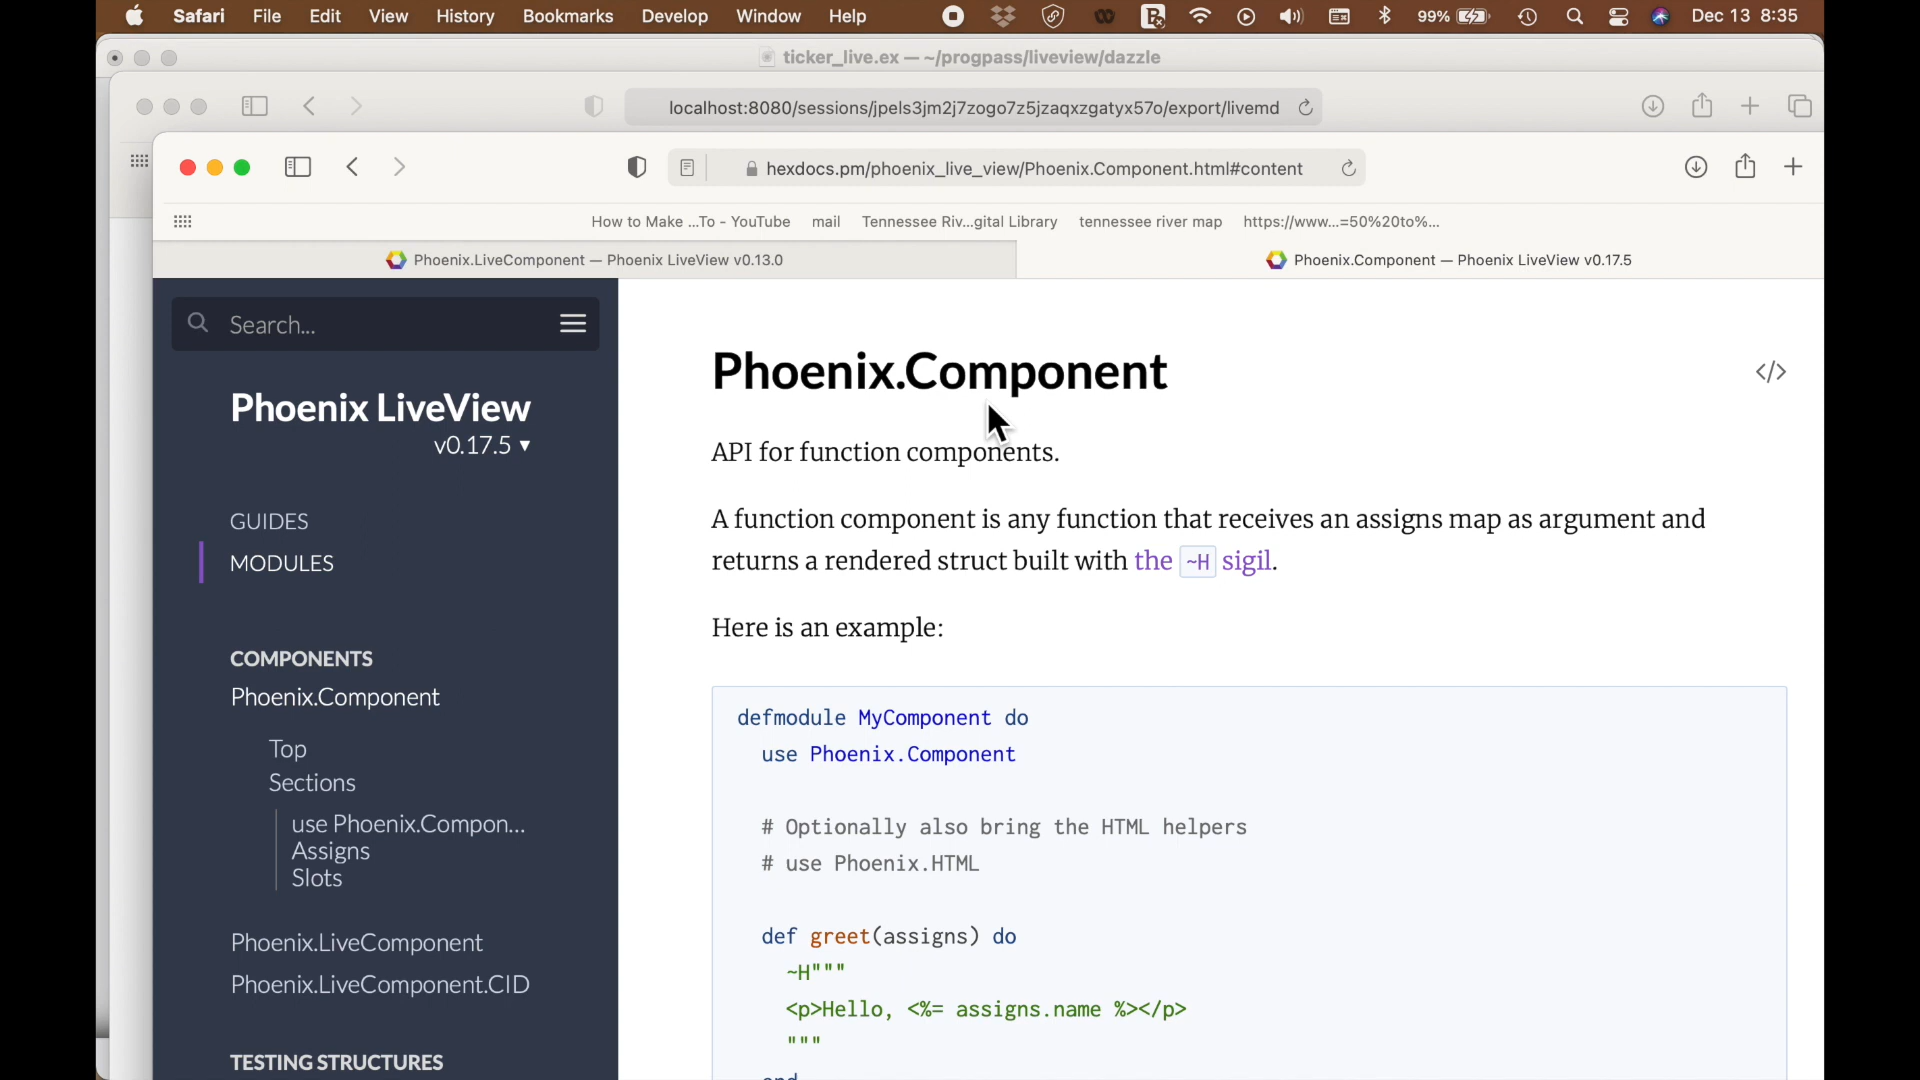 Safari File Edit View History Bookmarks Develop Window Help 99% Dec 13 8:35
ticker_live.ex — ~/progpass/liveview/dazzle
localhost:8080/sessions/jpels3jm2j7zogo7z5jzaqxzgatyx57o/export/livemd
hexdocs.pm/phoenix_live_view/Phoenix.Component.html#content
How to Make ...To - YouTube mail Tennessee Riv...gital Library tennessee river map https://www...=50%20to%...
Phoenix.LiveComponent — Phoenix LiveView v0.13.0
Phoenix.Component — Phoenix LiveView v0.17.5
Search...
Phoenix LiveView
v0.17.5 ▾
GUIDES
MODULES
COMPONENTS
Phoenix.Component
Top
Sections
use Phoenix.Compon...
Assigns
Slots
Phoenix.LiveComponent
Phoenix.LiveComponent.CID
TESTING STRUCTURES
Phoenix.Component
</>
API for function components.
A function component is any function that receives an assigns map as argument and
returns a rendered struct built with the ~H sigil.
Here is an example:
defmodule MyComponent do
use Phoenix.Component
# Optionally also bring the HTML helpers
# use Phoenix.HTML
def greet(assigns) do
~H"""
<p>Hello, <%= assigns.name %></p>
"""